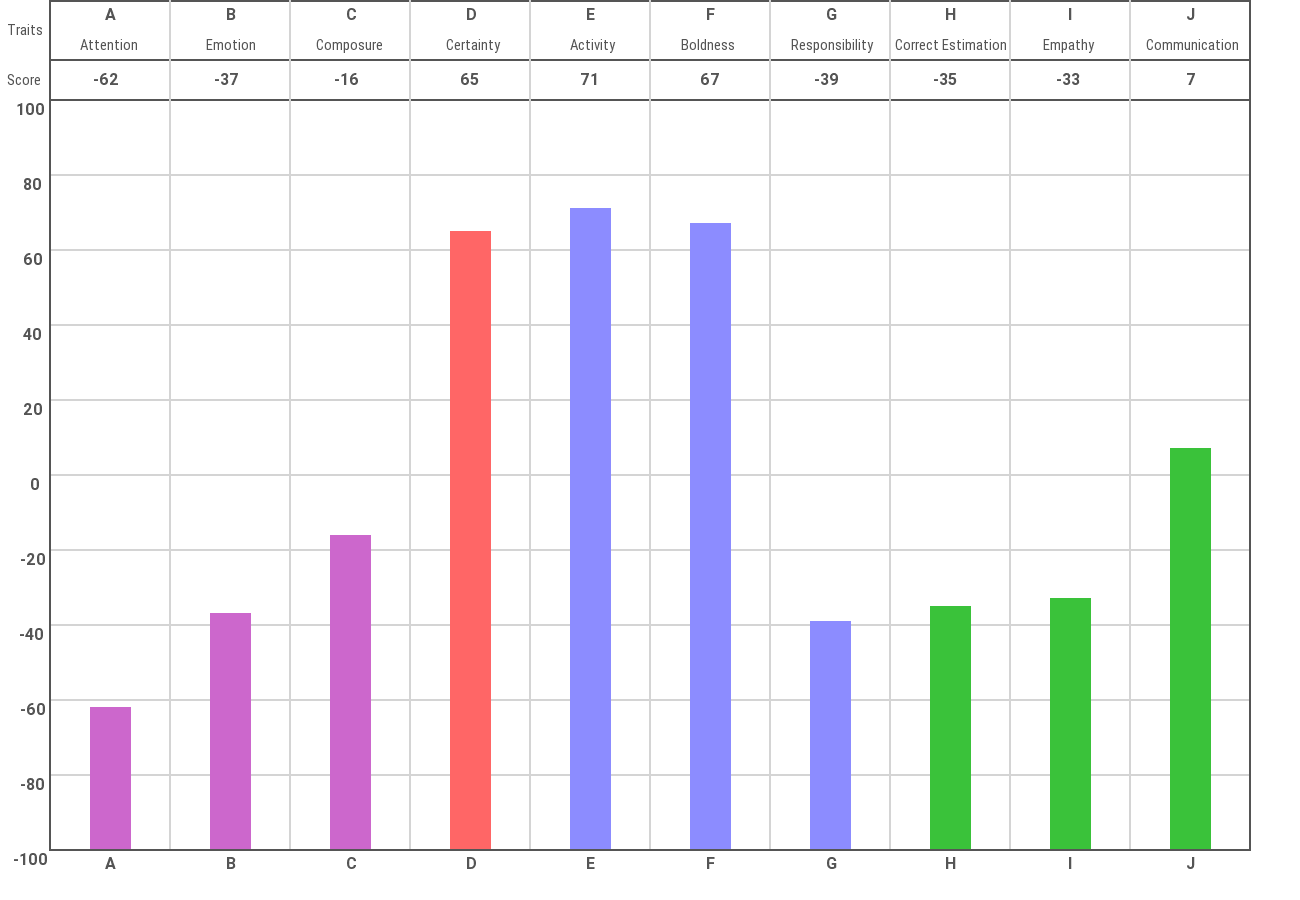 Traits A B C D E F G H I J
Attention Emotion Composure Certainty Activity Boldness Responsibility Correct Estimation Empathy Communication
Score -62 -37 -16 65 71 67 -39 -35 -33 7
100
80
60
40
20
0
-20
-40
-60
-80
-100
A B C D E F G H I J